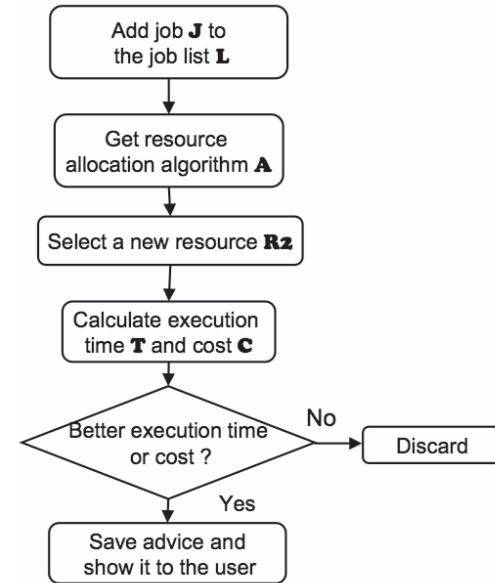 Add job J to
the job list L
Get resource
allocation algorithm A
Select a new resource R2
Calculate execution
time T and cost C
Better execution time
or cost ?
No
Discard
Yes
Save advice and
show it to the user